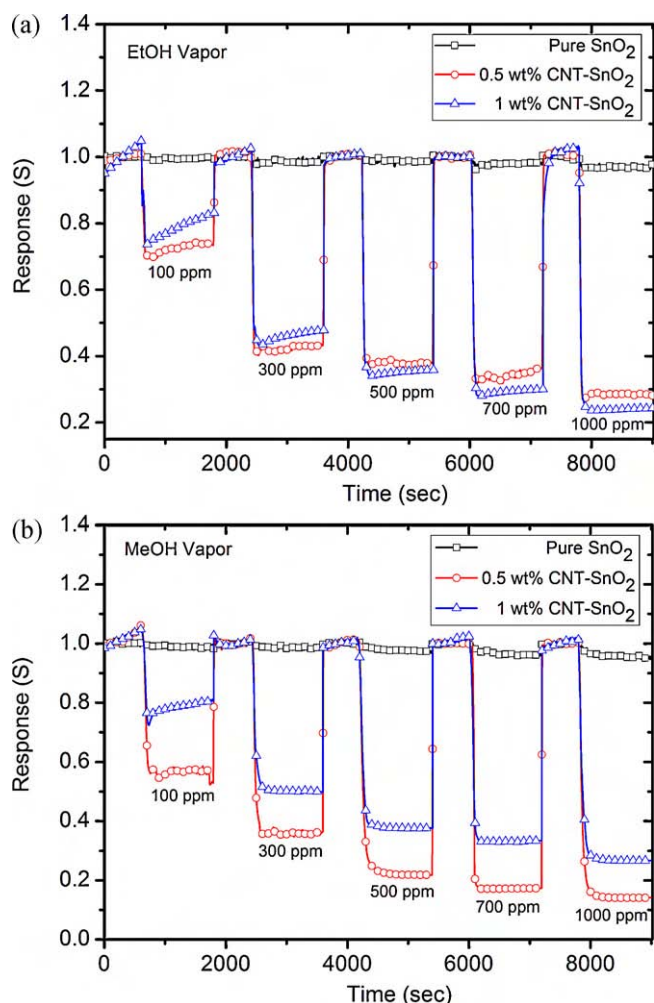 (a)
EtOH Vapor
Pure SnO₂
0.5 wt% CNT-SnO₂
1 wt% CNT-SnO₂
1.4
1.2
1.0
0.8
0.6
0.4
0.2
Response (S)
100 ppm
300 ppm
500 ppm
700 ppm
1000 ppm
0 2000 4000 6000 8000
Time (sec)
(b)
MeOH Vapor
Pure SnO₂
0.5 wt% CNT-SnO₂
1 wt% CNT-SnO₂
1.4
1.2
1.0
0.8
0.6
0.4
0.2
0.0
Response (S)
100 ppm
300 ppm
500 ppm
700 ppm
1000 ppm
0 2000 4000 6000 8000
Time (sec)